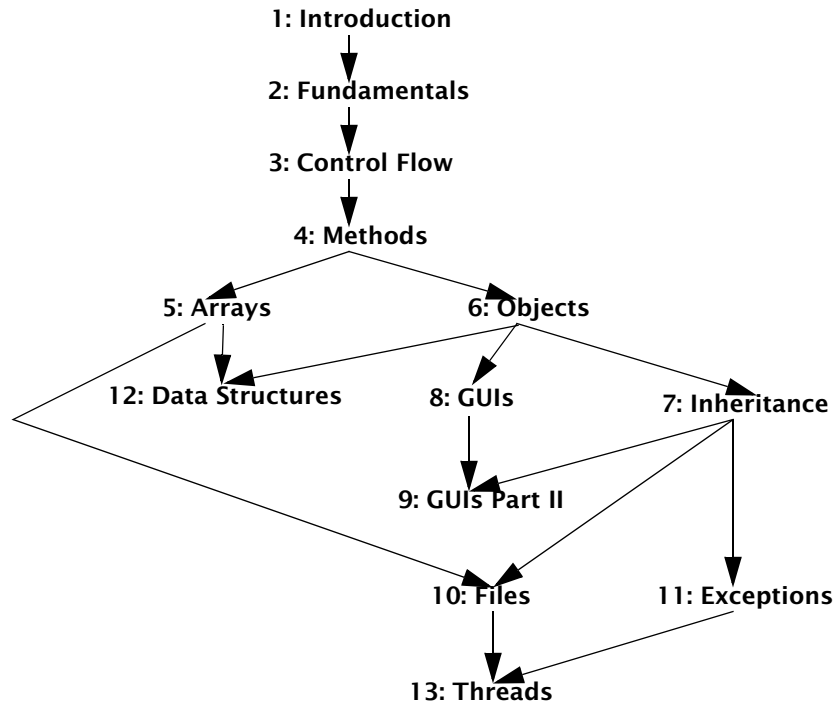 1: Introduction
2: Fundamentals
3: Control Flow
4: Methods
5: Arrays
6: Objects
12: Data Structures
8: GUIs
7: Inheritance
9: GUIs Part II
10: Files
11: Exceptions
13: Threads